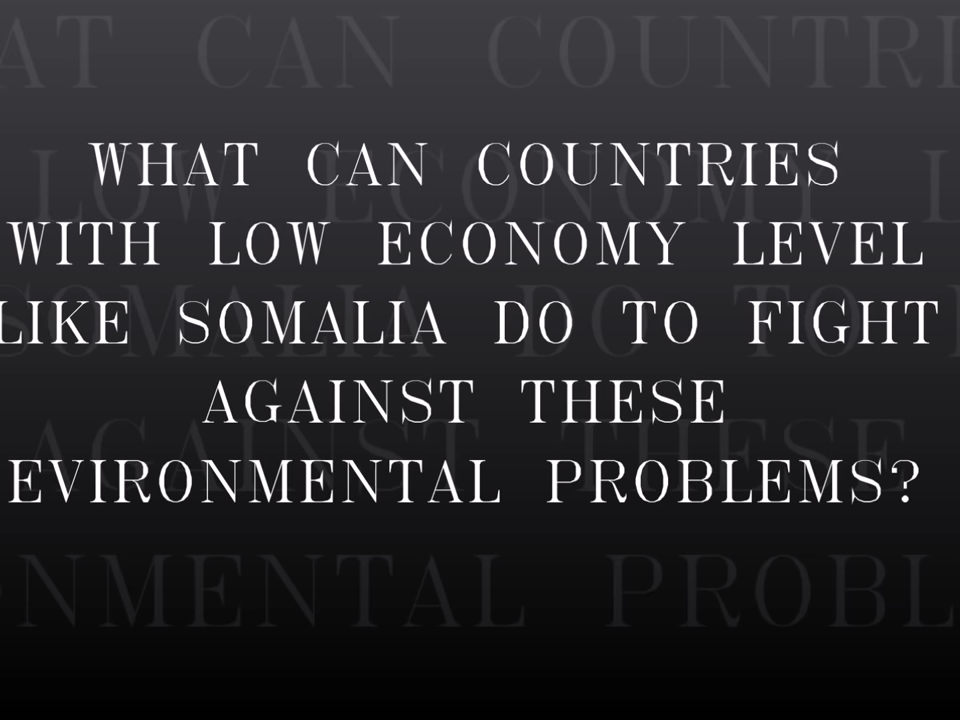 WHAT CAN COUNTRIES
WITH LOW ECONOMY LEVEL
LIKE SOMALIA DO TO FIGHT
AGAINST THESE
EVIRONMENTAL PROBLEMS?